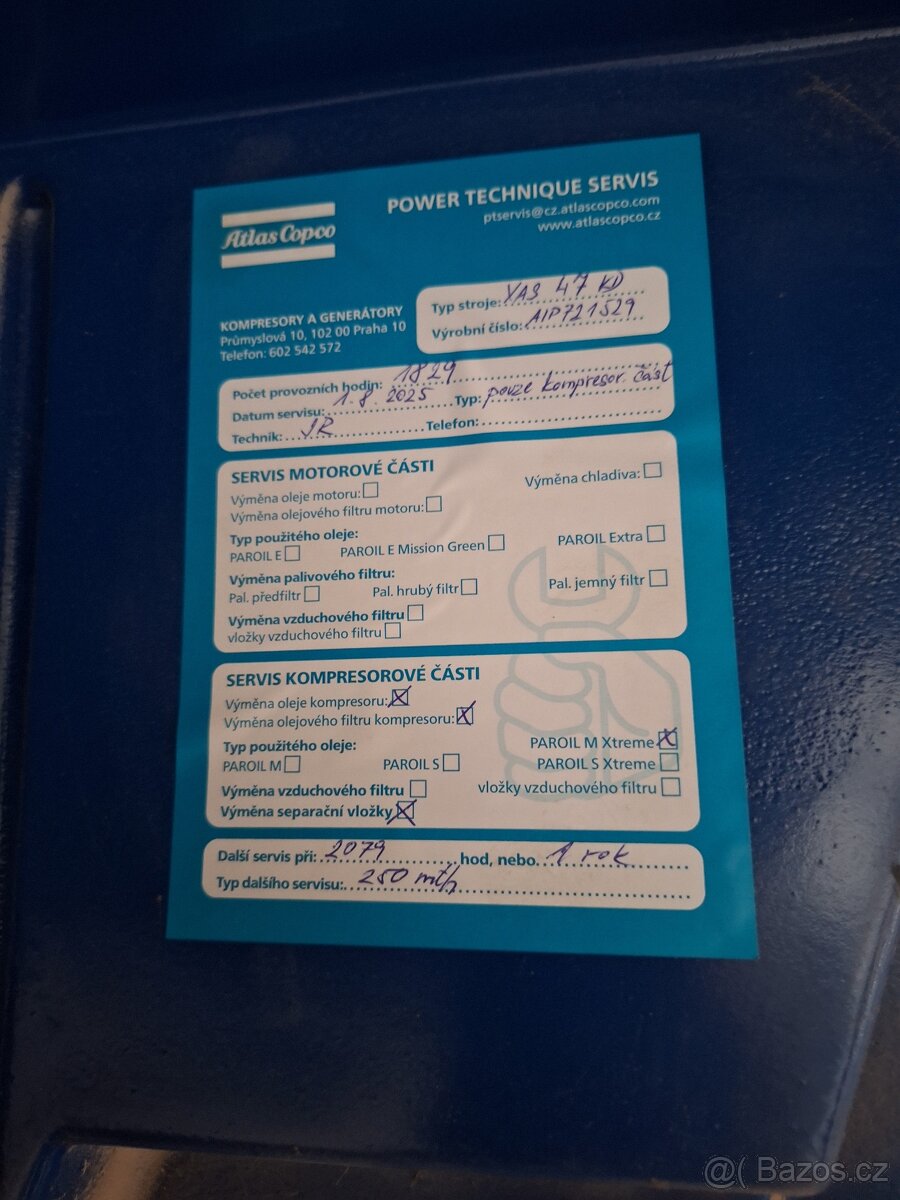 Atlas Copco
POWER TECHNIQUE SERVIS
ptservis@cz.atlascopco.com
www.atlascopco.cz
KOMPRESORY A GENERÁTORY
Průmyslová 10, 102 00 Praha 10
Telefon: 602 542 572
Typ stroje: XAS 47 KD
Výrobní číslo: AIP721529
Počet provozních hodin: 1829
Datum servisu: 1.8.2025 Typ: pouze kompresor. část
Technik: JR Telefon:
SERVIS MOTOROVÉ ČÁSTI
Výměna oleje motoru: Výměna chladiva:
Výměna olejového filtru motoru:
Typ použitého oleje:
PAROIL E PAROIL E Mission Green PAROIL Extra
Výměna palivového filtru:
Pal. předfiltr Pal. hrubý filtr Pal. jemný filtr
Výměna vzduchového filtru
vložky vzduchového filtru
SERVIS KOMPRESOROVÉ ČÁSTI
Výměna oleje kompresoru: X
Výměna olejového filtru kompresoru: X
Typ použitého oleje: PAROIL M Xtreme X
PAROIL M PAROIL S PAROIL S Xtreme
Výměna vzduchového filtru vložky vzduchového filtru
Výměna separační vložky X
Další servis při: 2079 hod, nebo 1 rok
Typ dalšího servisu: 250 mth
@( Bazos.cz